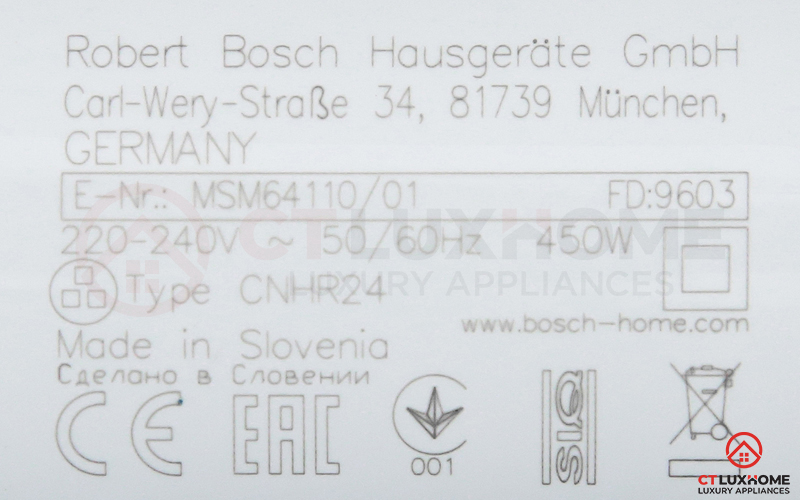 Robert Bosch Hausgeräte GmbH
Carl-Wery-Straße 34, 81739 München,
GERMANY
E-Nr.: MSM64110/01 FD:9603
220-240V ~ 50/60Hz 450W
CTLUXHOME
LUXURY APPLIANCES
Type CNHR24
www.bosch-home.com
Made in Slovenia
Сделано в Словении
CE EAC 001 SIQ
CTLUXHOME
LUXURY APPLIANCES